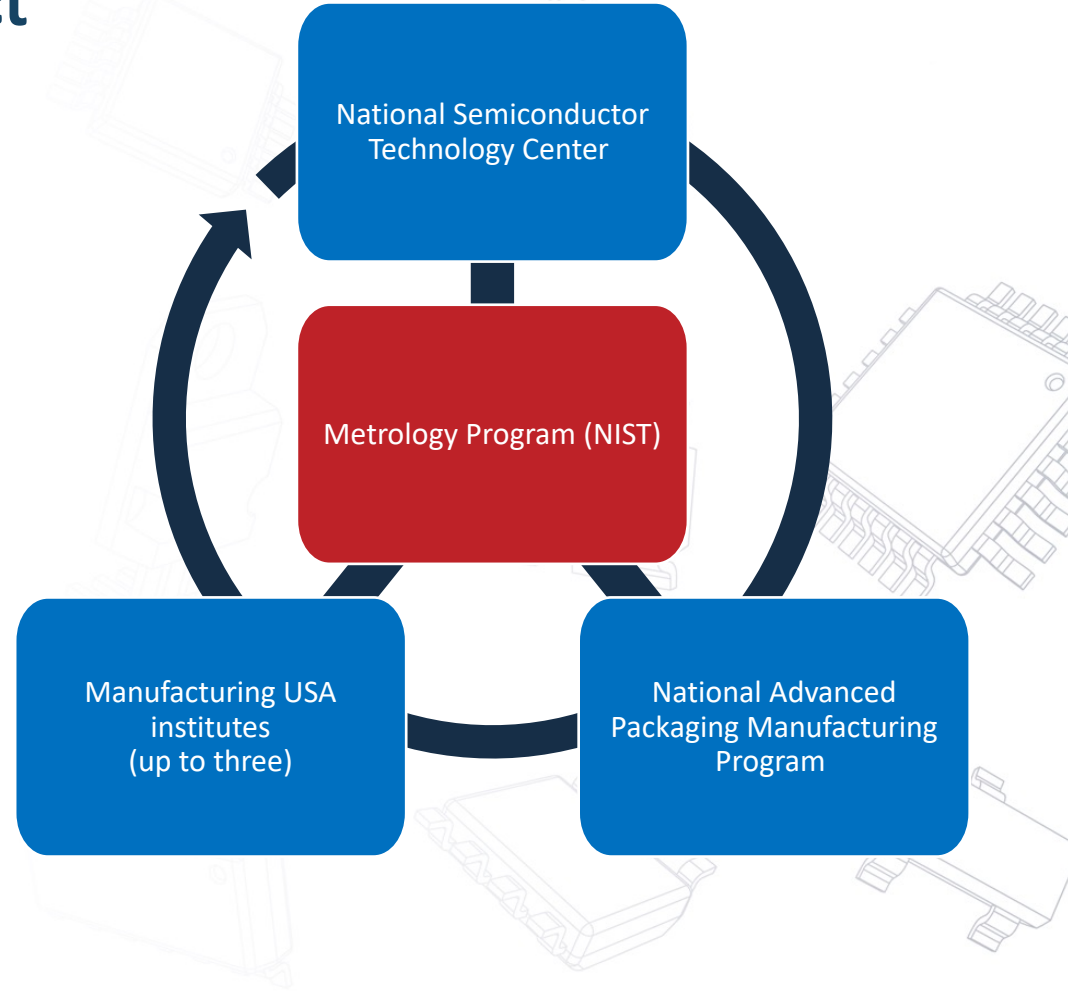 National Semiconductor
Technology Center
Metrology Program (NIST)
Manufacturing USA
institutes
(up to three)
National Advanced
Packaging Manufacturing
Program